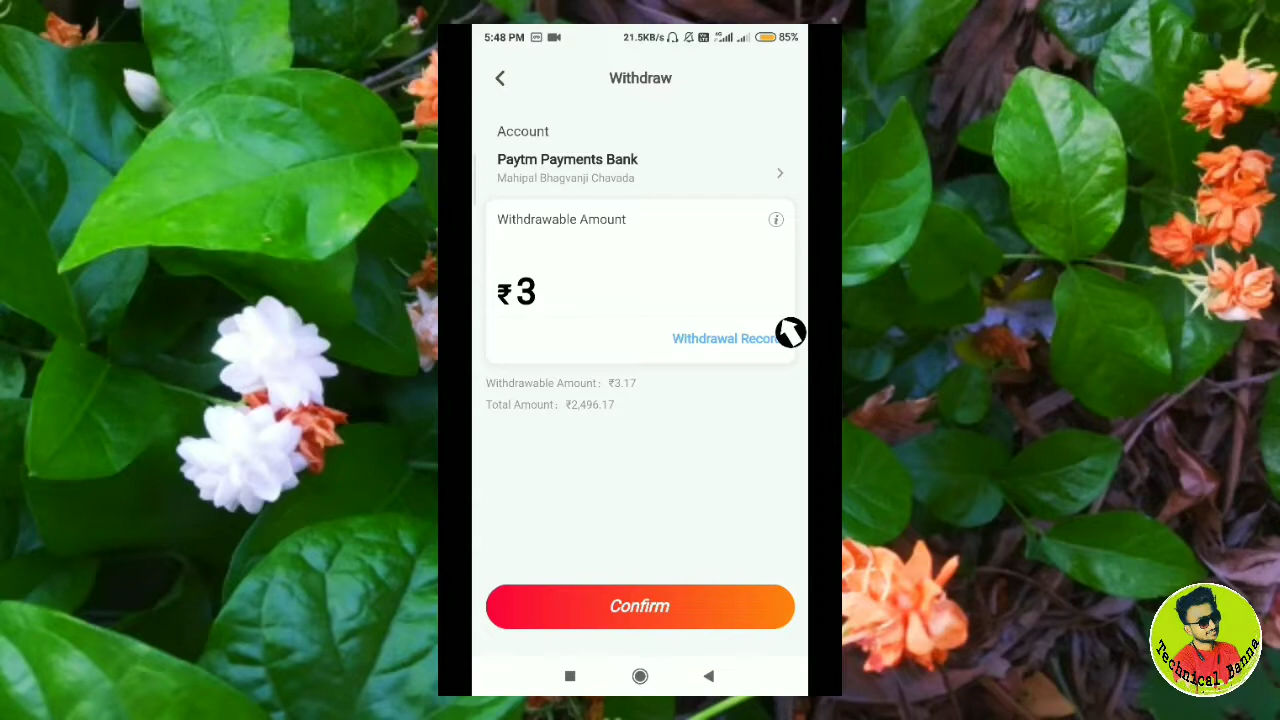 5:48 PM
21.5KB/s
4G
85%
Withdraw
Account
Paytm Payments Bank
Mahipal Bhagvanji Chavada
Withdrawable Amount
₹3
Withdrawal Recor
Withdrawable Amount: ₹3.17
Total Amount: ₹2,496.17
Confirm
Technical Banna